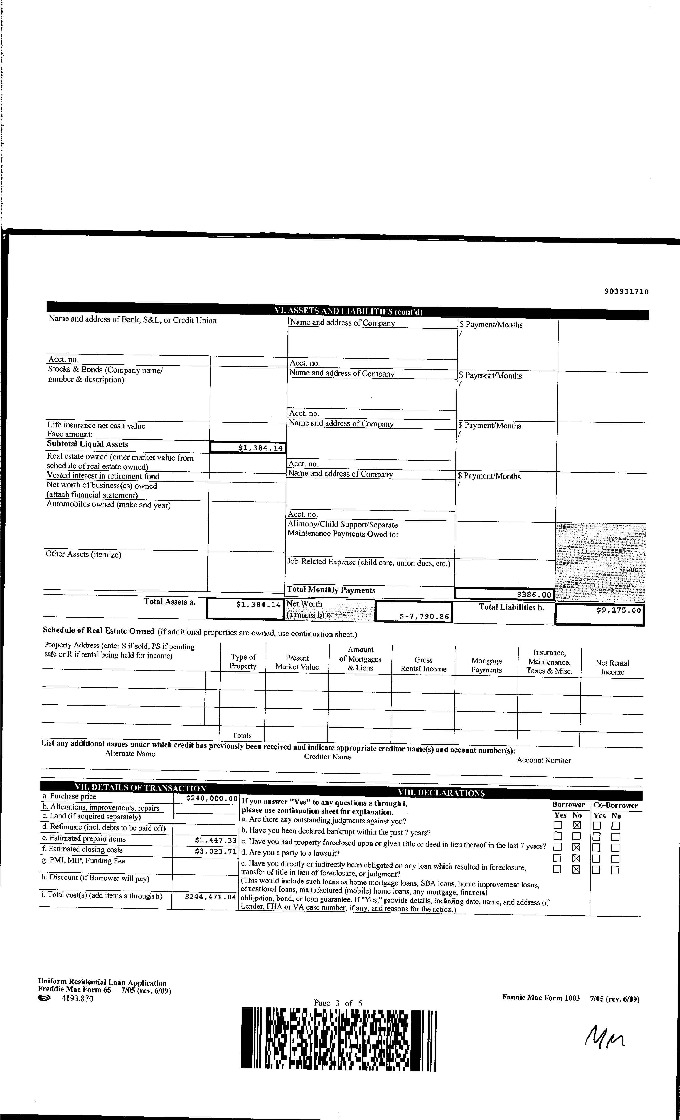 903931710
VI. ASSETS AND LIABILITIES (cont'd)
Name and address of Bank, S&L, or Credit Union
Name and address of Company
$ Payment/Months
/
Acct. no.
Acct. no.
Stocks & Bonds (Company name/
number & description)
Name and address of Company
$ Payment/Months
/
Acct. no.
Life insurance net cash value
Face amount:
Name and address of Company
$ Payment/Months
/
Subtotal Liquid Assets
$1,384.14
Real estate owned (enter market value from
schedule of real estate owned)
Acct. no.
Vested interest in retirement fund
Name and address of Company
$ Payment/Months
/
Net worth of business(es) owned
(attach financial statement)
Automobiles owned (make and year)
Acct. no.
Alimony/Child Support/Separate
Maintenance Payments Owed to:
Other Assets (itemize)
Job-Related Expense (child care, union dues, etc.)
Total Monthly Payments
$386.00
Total Assets a.
$1,384.14
Net Worth
(a minus b)
$-7,790.86
Total Liabilities b.
$9,175.00
Schedule of Real Estate Owned (if additional properties are owned, use continuation sheet.)
Property Address (enter S if sold, PS if pending
sale or R if rental being held for income)
Type of
Property
Present
Market Value
Amount
of Mortgages
& Liens
Gross
Rental Income
Mortgage
Payments
Insurance,
Maintenance,
Taxes & Misc.
Net Rental
Income
Totals
List any additional names under which credit has previously been received and indicate appropriate creditor name(s) and account number(s):
Alternate Name
Creditor Name
Account Number
VII. DETAILS OF TRANSACTION
VIII. DECLARATIONS
a. Purchase price
$240,000.00
b. Alterations, improvements, repairs
c. Land (if acquired separately)
d. Refinance (incl. debts to be paid off)
e. Estimated prepaid items
$1,447.33
f. Estimated closing costs
$3,023.71
g. PMI, MIP, Funding Fee
h. Discount (if Borrower will pay)
i. Total cost(s) (add items a through h)
$244,471.04
If you answer "Yes" to any questions a through i,
please use continuation sheet for explanation.
Borrower
Co-Borrower
Yes No
Yes No
a. Are there any outstanding judgments against you?
b. Have you been declared bankrupt within the past 7 years?
c. Have you had property foreclosed upon or given title or deed in lieu thereof in the last 7 years?
d. Are you a party to a lawsuit?
e. Have you directly or indirectly been obligated on any loan which resulted in foreclosure,
transfer of title in lieu of foreclosure, or judgment?
(This would include such loans as home mortgage loans, SBA loans, home improvement loans,
educational loans, manufactured (mobile) home loans, any mortgage, financial
obligation, bond, or loan guarantee. If "Yes," provide details, including date, name, and address of
Lender, FHA or VA case number, if any, and reasons for the action.)
Uniform Residential Loan Application
Freddie Mac Form 65 7/05 (rev. 6/09)
Page 3 of 5
Fannie Mae Form 1003 7/05 (rev. 6/09)